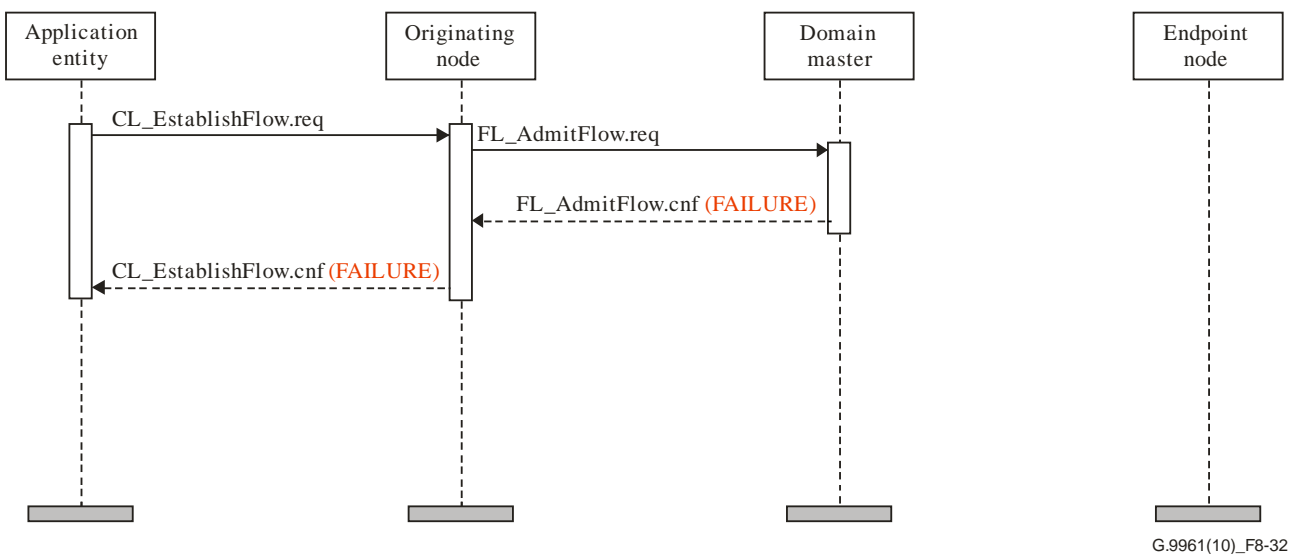 Application
entity
Originating
node
Domain
master
Endpoint
node
CL_EstablishFlow.req
FL_AdmitFlow.req
FL_AdmitFlow.cnf (FAILURE)
CL_EstablishFlow.cnf (FAILURE)
G.9961(10)_F8-32